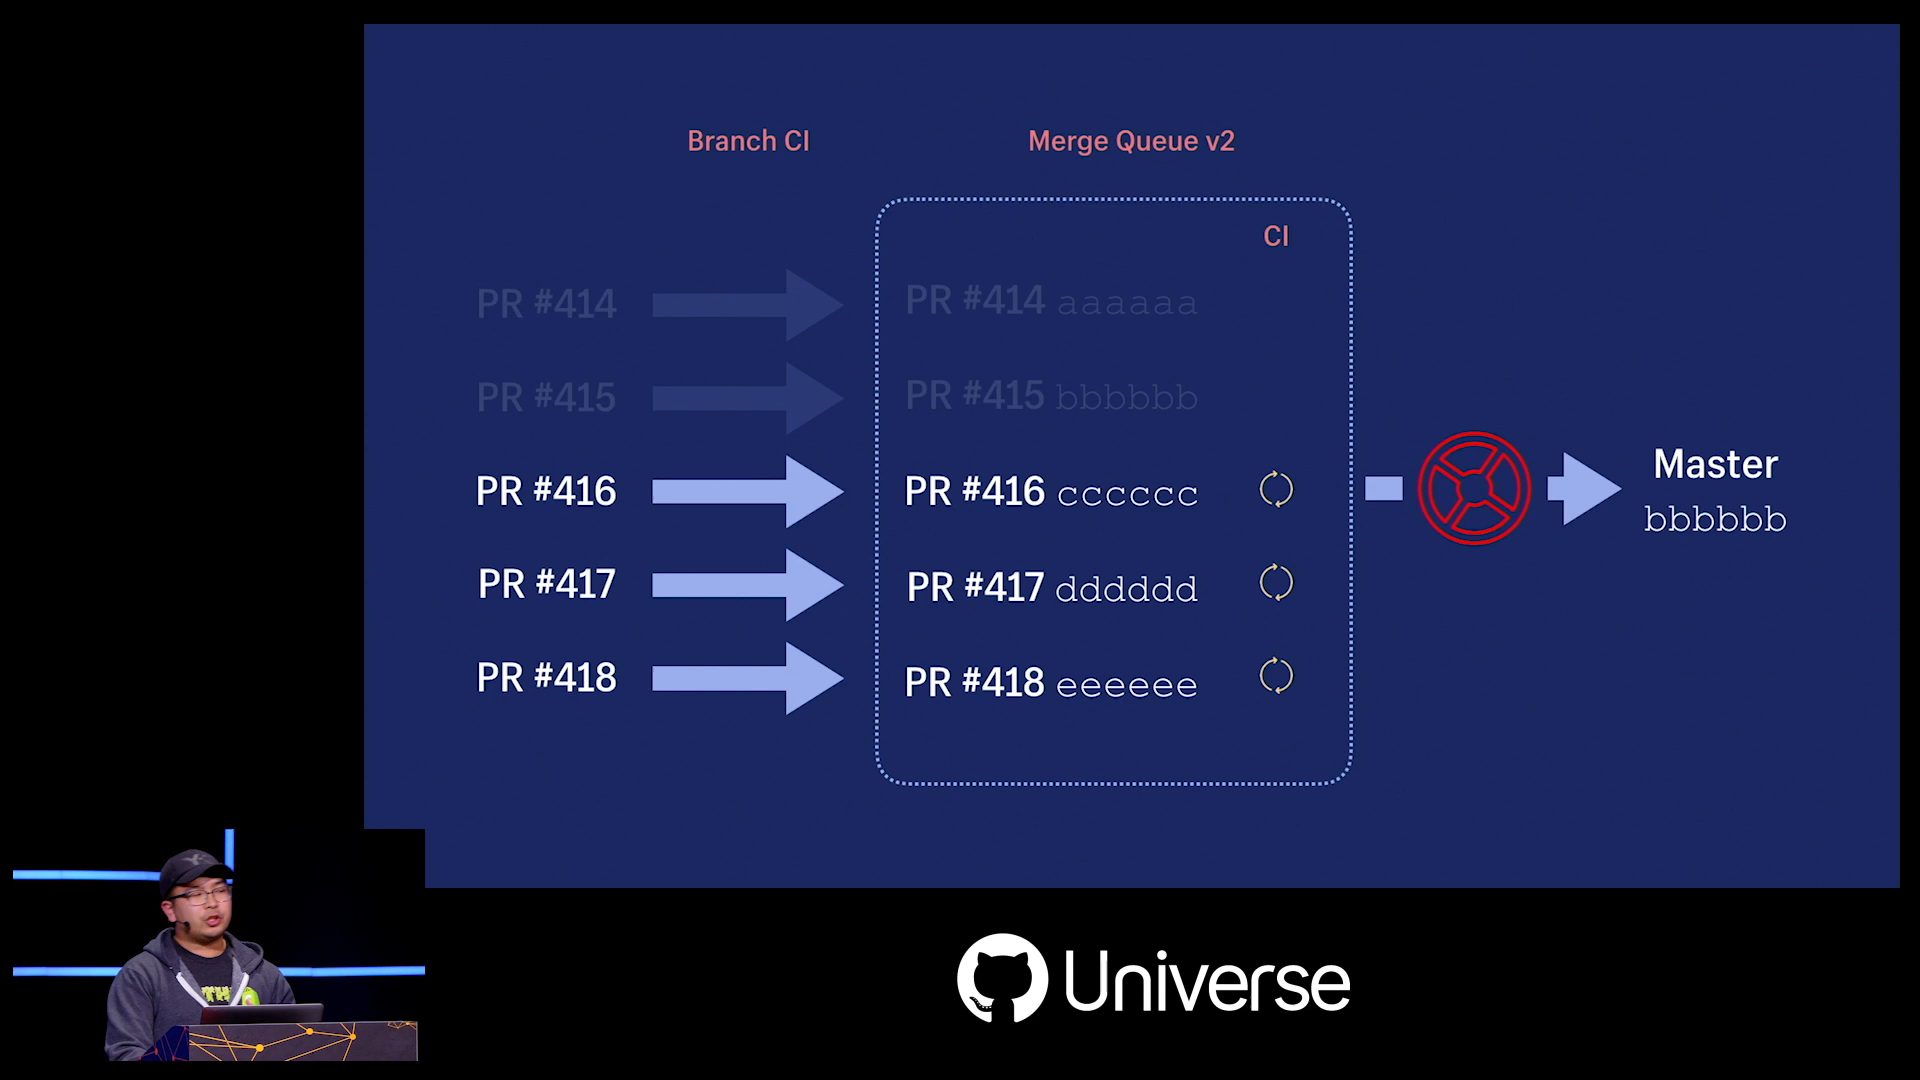 Branch CI
Merge Queue v2
CI
PR #414
PR #414 aaaaaa
PR #415
PR #415 bbbbbb
PR #416
PR #416 cccccc
Master
bbbbbb
PR #417
PR #417 dddddd
PR #418
PR #418 eeeeee
Universe